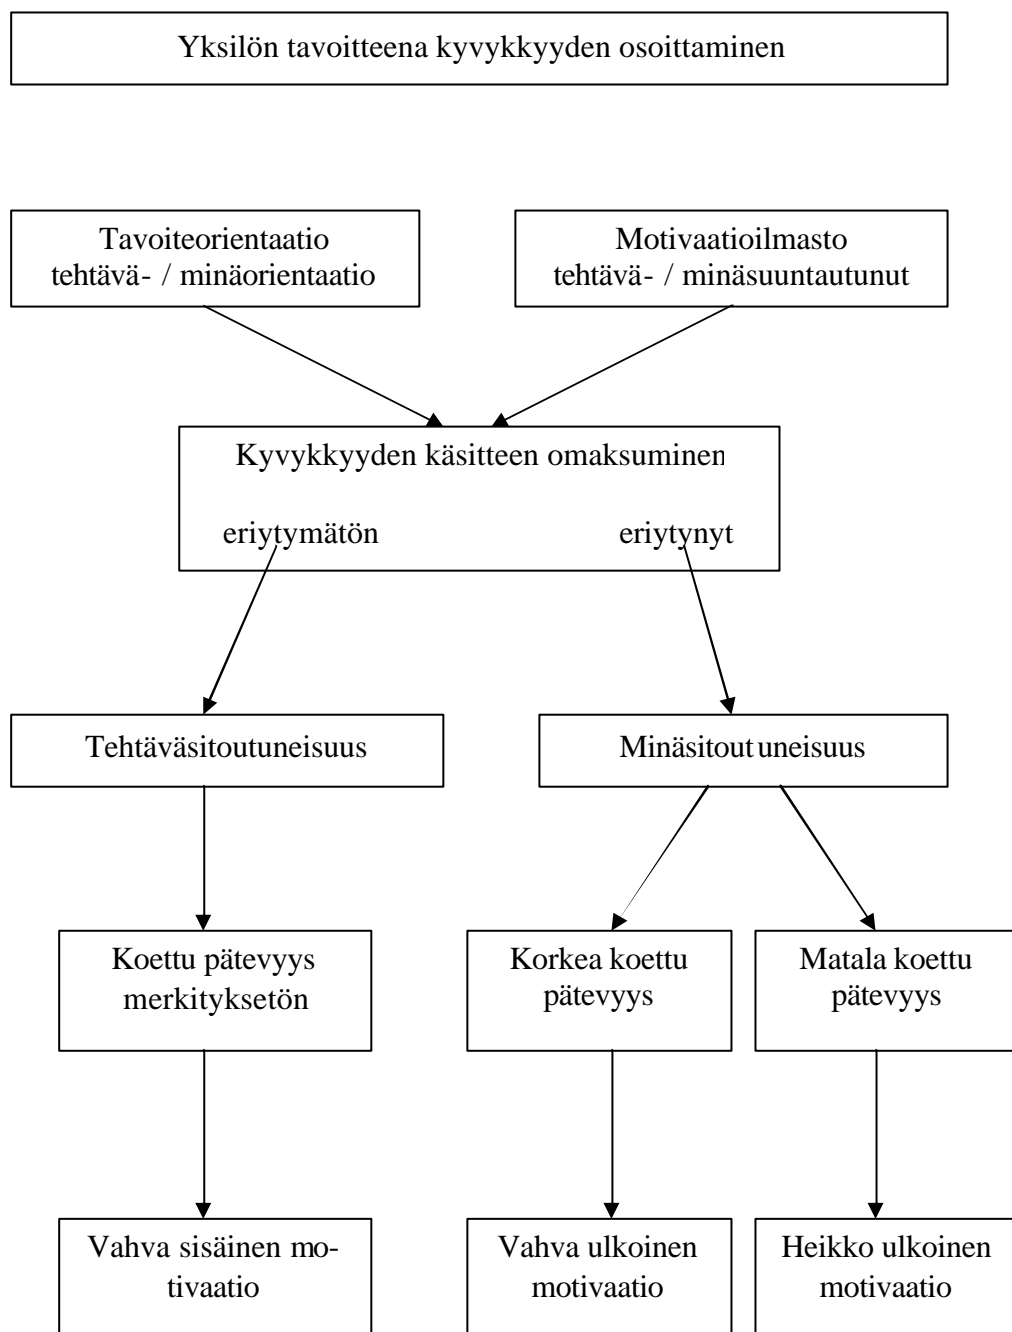 Yksilön tavoitteena kyvykkyyden osoittaminen
Tavoiteorientaatio
tehtävä- / minäorientaatio
Motivaatioilmasto
tehtävä- / minäsuuntautunut
Kyvykkyyden käsitteen omaksuminen
eriytymätön
eriytynyt
Tehtäväsitoutuneisuus
Minäsitoutuneisuus
Koettu pätevyys
merkityksetön
Korkea koettu
pätevyys
Matala koettu
pätevyys
Vahva sisäinen mo-
tivaatio
Vahva ulkoinen
motivaatio
Heikko ulkoinen
motivaatio